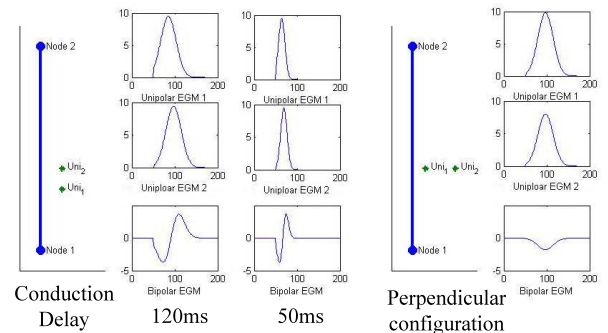 Node 2
Uni2
Uni1
Node 1
Conduction
Delay
10
5
0
0 100 200
Unipolar EGM 1
10
5
0
0 100 200
Uniploar EGM 2
0
-5
0 100 200
Bipolar EGM
120ms
10
5
0
0 100 200
Unipolar EGM 1
10
5
0
0 100 200
Uniploar EGM 2
0
-5
0 100 200
Bipolar EGM
50ms
Node 2
Uni1 Uni2
Node 1
Perpendicular
configuration
10
5
0
0 100 200
Unipolar EGM 1
10
5
0
0 100 200
Uniploar EGM 2
0
-5
0 100 200
Bipolar EGM